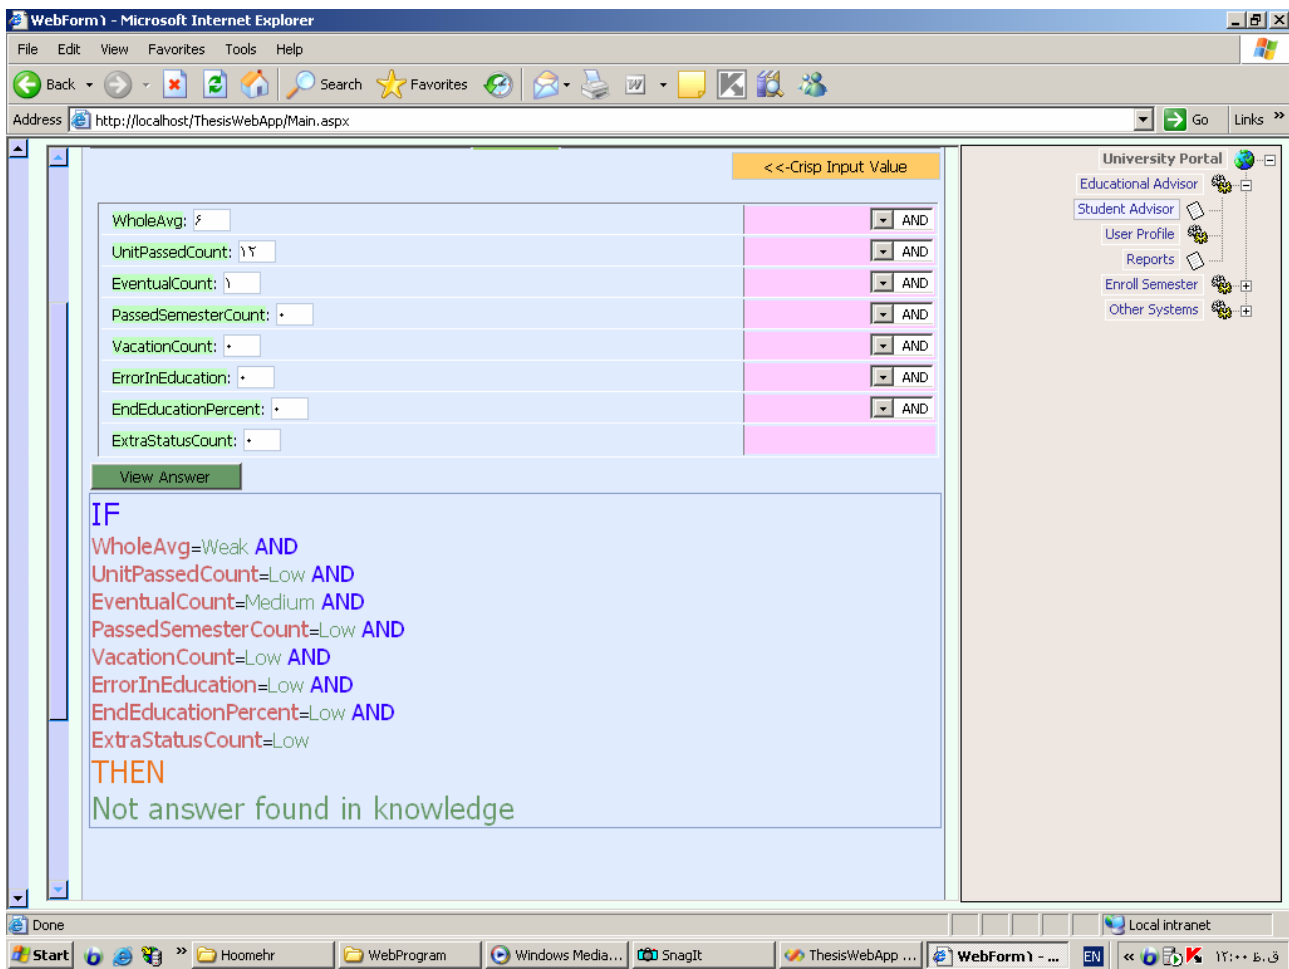 WebForm۱ - Microsoft Internet Explorer
File Edit View Favorites Tools Help
Back Search Favorites
Address http://localhost/ThesisWebApp/Main.aspx Go Links »
<<-Crisp Input Value
WholeAvg: ۶ AND
UnitPassedCount: ۱۲ AND
EventualCount: ۱ AND
PassedSemesterCount: ۰ AND
VacationCount: ۰ AND
ErrorInEducation: ۰ AND
EndEducationPercent: ۰ AND
ExtraStatusCount: ۰
View Answer
IF
WholeAvg=Weak AND
UnitPassedCount=Low AND
EventualCount=Medium AND
PassedSemesterCount=Low AND
VacationCount=Low AND
ErrorInEducation=Low AND
EndEducationPercent=Low AND
ExtraStatusCount=Low
THEN
Not answer found in knowledge
University Portal
Educational Advisor
Student Advisor
User Profile
Reports
Enroll Semester
Other Systems
Done Local intranet
Start » Hoomehr WebProgram Windows Media... SnagIt ThesisWebApp ... WebForm۱ - ... EN « ۱۲:۰۰ ق.ظ